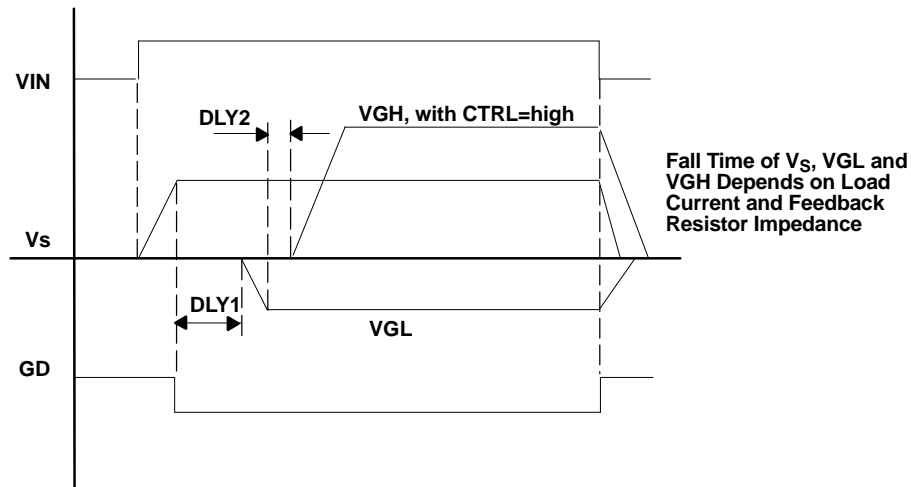 VIN
DLY2
VGH, with CTRL=high
Fall Time of VS, VGL and
VGH Depends on Load
Current and Feedback
Resistor Impedance
Vs
DLY1
VGL
GD